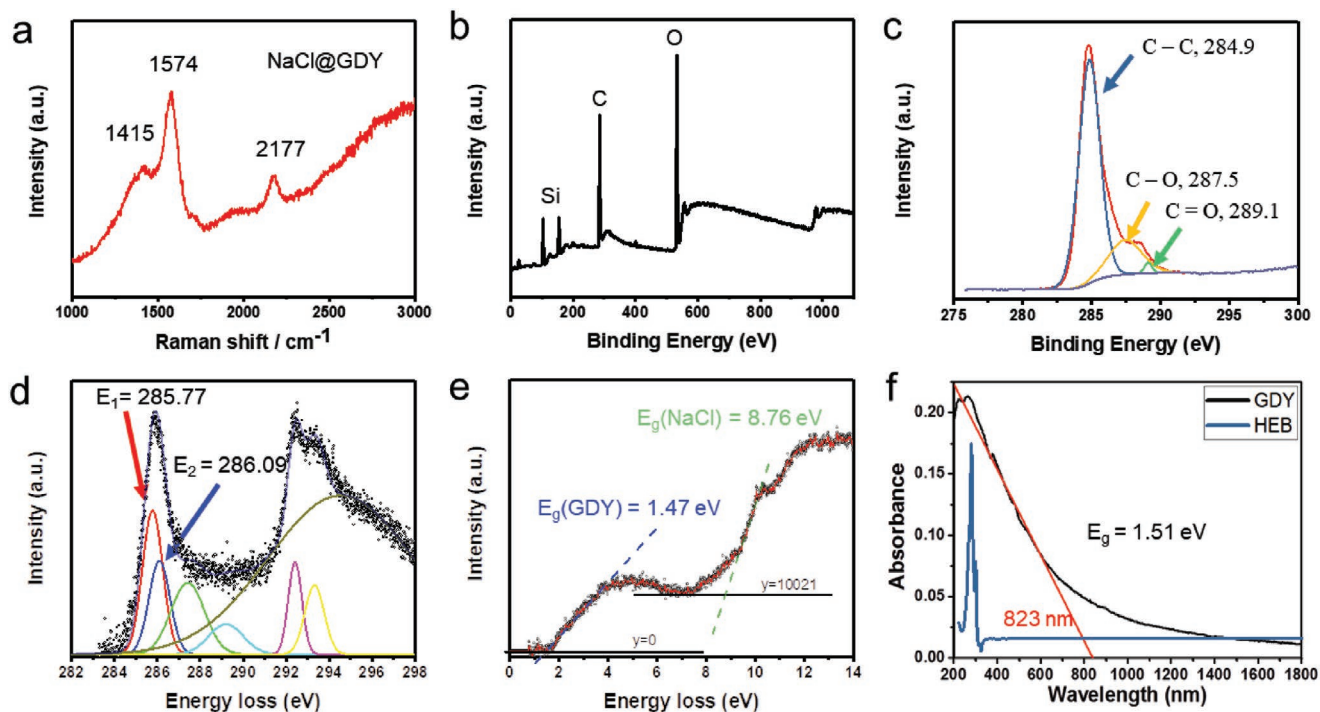 a
NaCl@GDY
1574
1415
2177
Intensity (a.u.)
1000 1500 2000 2500 3000
Raman shift / cm-1
b
O
C
Si
Intensity (a.u.)
0 200 400 600 800 1000
Binding Energy (eV)
c
C – C, 284.9
C – O, 287.5
C = O, 289.1
Intensity (a.u.)
275 280 285 290 295 300
Binding Energy (eV)
d
E1= 285.77
E2 = 286.09
Intensity (a.u.)
282 284 286 288 290 292 294 296 298
Energy loss (eV)
e
Eg(NaCl) = 8.76 eV
Eg(GDY) = 1.47 eV
y=10021
y=0
Intensity (a.u.)
0 2 4 6 8 10 12 14
Energy loss (eV)
f
GDY
HEB
Eg = 1.51 eV
823 nm
Absorbance
0.20
0.15
0.10
0.05
0.00
200 400 600 800 1000 1200 1400 1600 1800
Wavelength (nm)